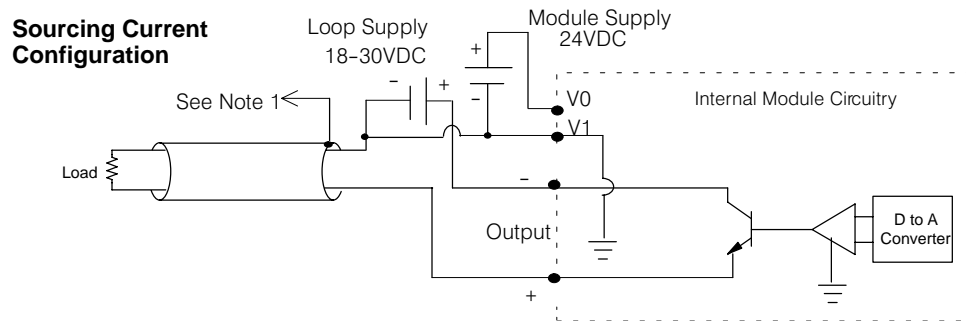 Sourcing Current
Configuration
Loop Supply
18–30VDC
Module Supply
24VDC
+
-
+
-
See Note 1
V0
Internal Module Circuitry
V1
Load
–
Output
D to A
Converter
+